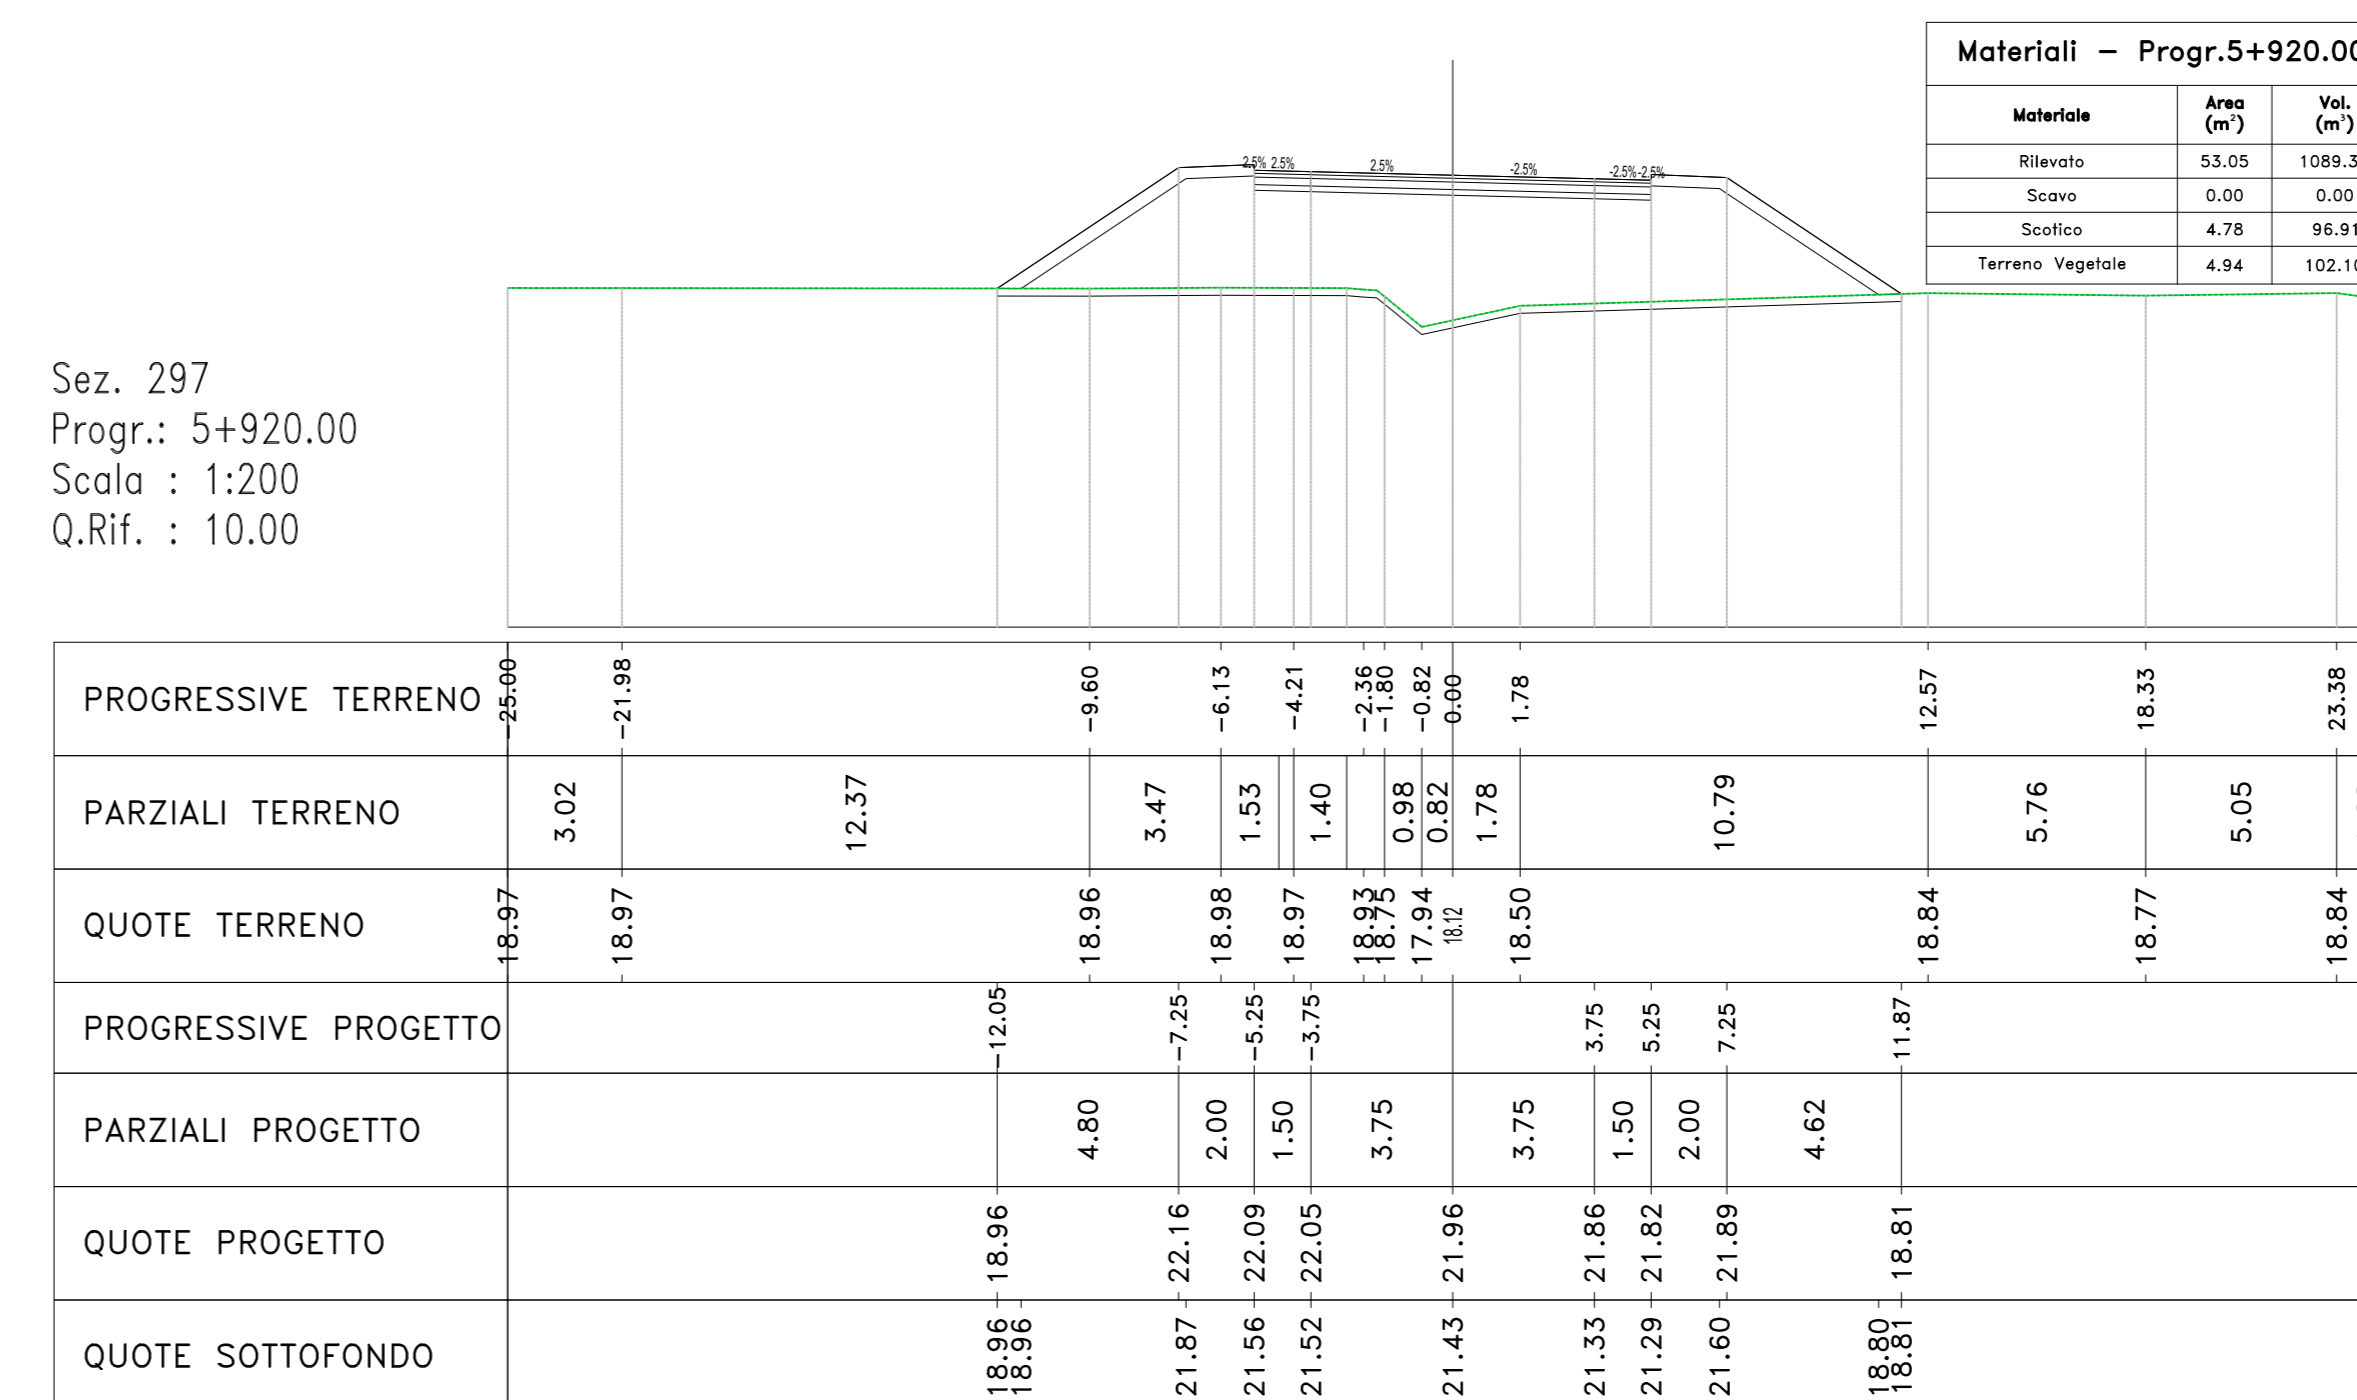 Materiali - Progr.5+920.00
Materiale Area (m²) Vol. (m³)
Rilevato 53.05 1089.3
Scavo 0.00 0.00
Scotico 4.78 96.91
Terreno Vegetale 4.94 102.10
2.5% 2.5% 2.5% -2.5% -2.5% -2.5%
Sez. 297
Progr.: 5+920.00
Scala : 1:200
Q.Rif. : 10.00
PROGRESSIVE TERRENO -25.00 -21.98 -9.60 -6.13 -4.21 -2.36 -1.80 -0.82 0.00 1.78 12.57 18.33 23.38
PARZIALI TERRENO 3.02 12.37 3.47 1.53 1.40 0.98 0.82 1.78 10.79 5.76 5.05
QUOTE TERRENO 18.97 18.97 18.96 18.98 18.97 18.93 18.75 17.94 18.12 18.50 18.84 18.77 18.84
PROGRESSIVE PROGETTO -12.05 -7.25 -5.25 -3.75 3.75 5.25 7.25 11.87
PARZIALI PROGETTO 4.80 2.00 1.50 3.75 3.75 1.50 2.00 4.62
QUOTE PROGETTO 18.96 22.16 22.09 22.05 21.96 21.86 21.82 21.89 18.81
QUOTE SOTTOFONDO 18.96 18.96 21.87 21.56 21.52 21.43 21.33 21.29 21.60 18.80 18.81